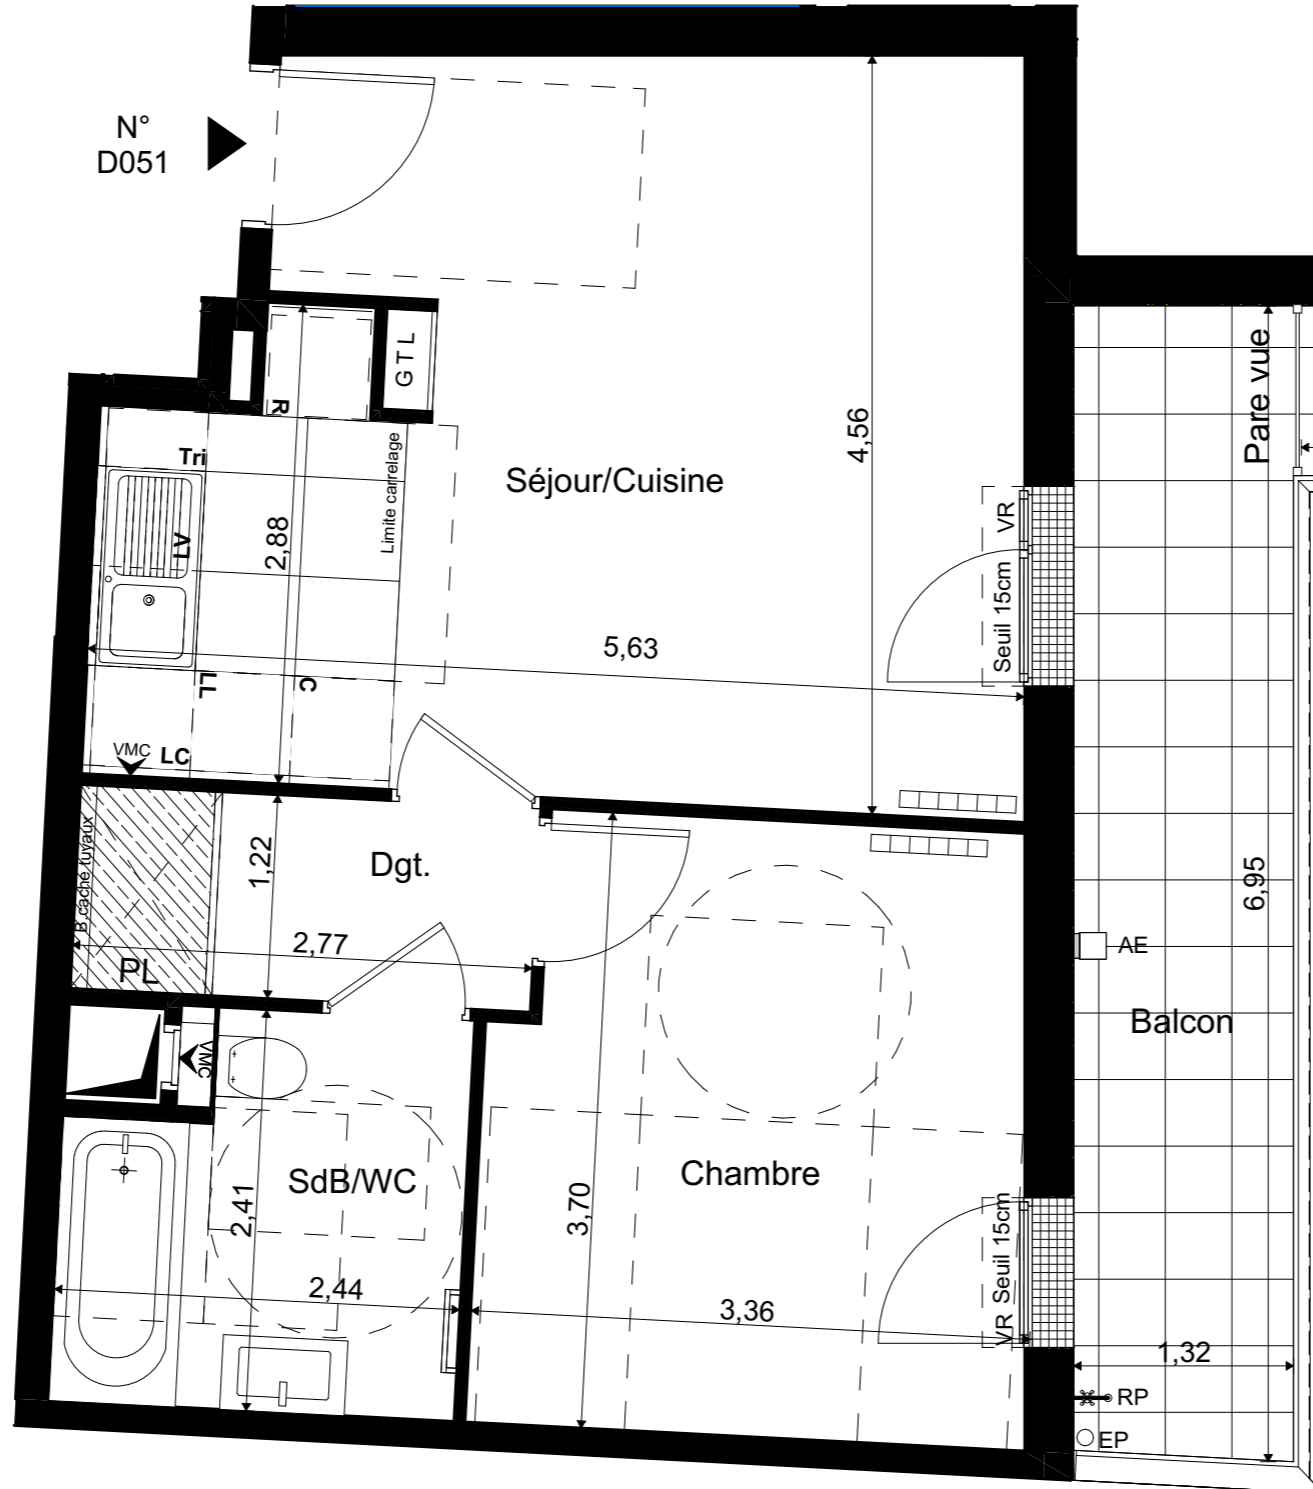 N°
D051
G T L
R
Tri
Limite carrelage
Séjour/Cuisine
4,56
Pare vue
LV
2,88
VR
Seuil 15cm
5,63
LL
C
VMC
LC
B.cache tuyaux
1,22
Dgt.
6,95
2,77
PL
AE
Balcon
VMC
SdB/WC
2,41
Chambre
3,70
2,44
3,36
VR Seuil 15cm
1,32
RP
EP